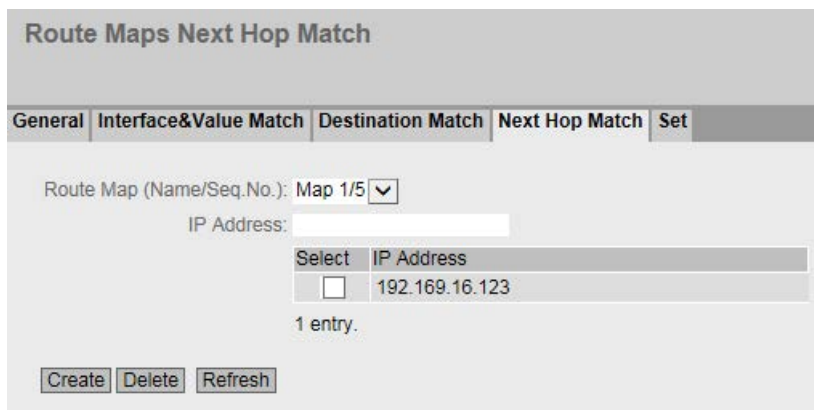 Route Maps Next Hop Match
General Interface&Value Match Destination Match Next Hop Match Set
Route Map (Name/Seq.No.): Map 1/5
IP Address:
Select IP Address
192.169.16.123
1 entry.
Create Delete Refresh